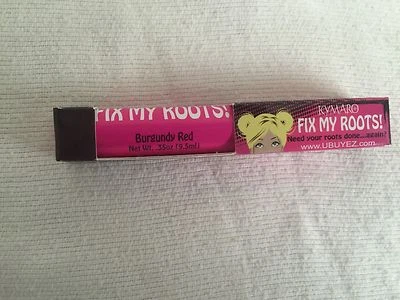 FIX MY ROOTS!
Burgundy Red
Net Wt. .35oz (9.5ml)
KYMARO
FIX MY ROOTS!
Need your roots done...again?
www.UBUYEZ.com